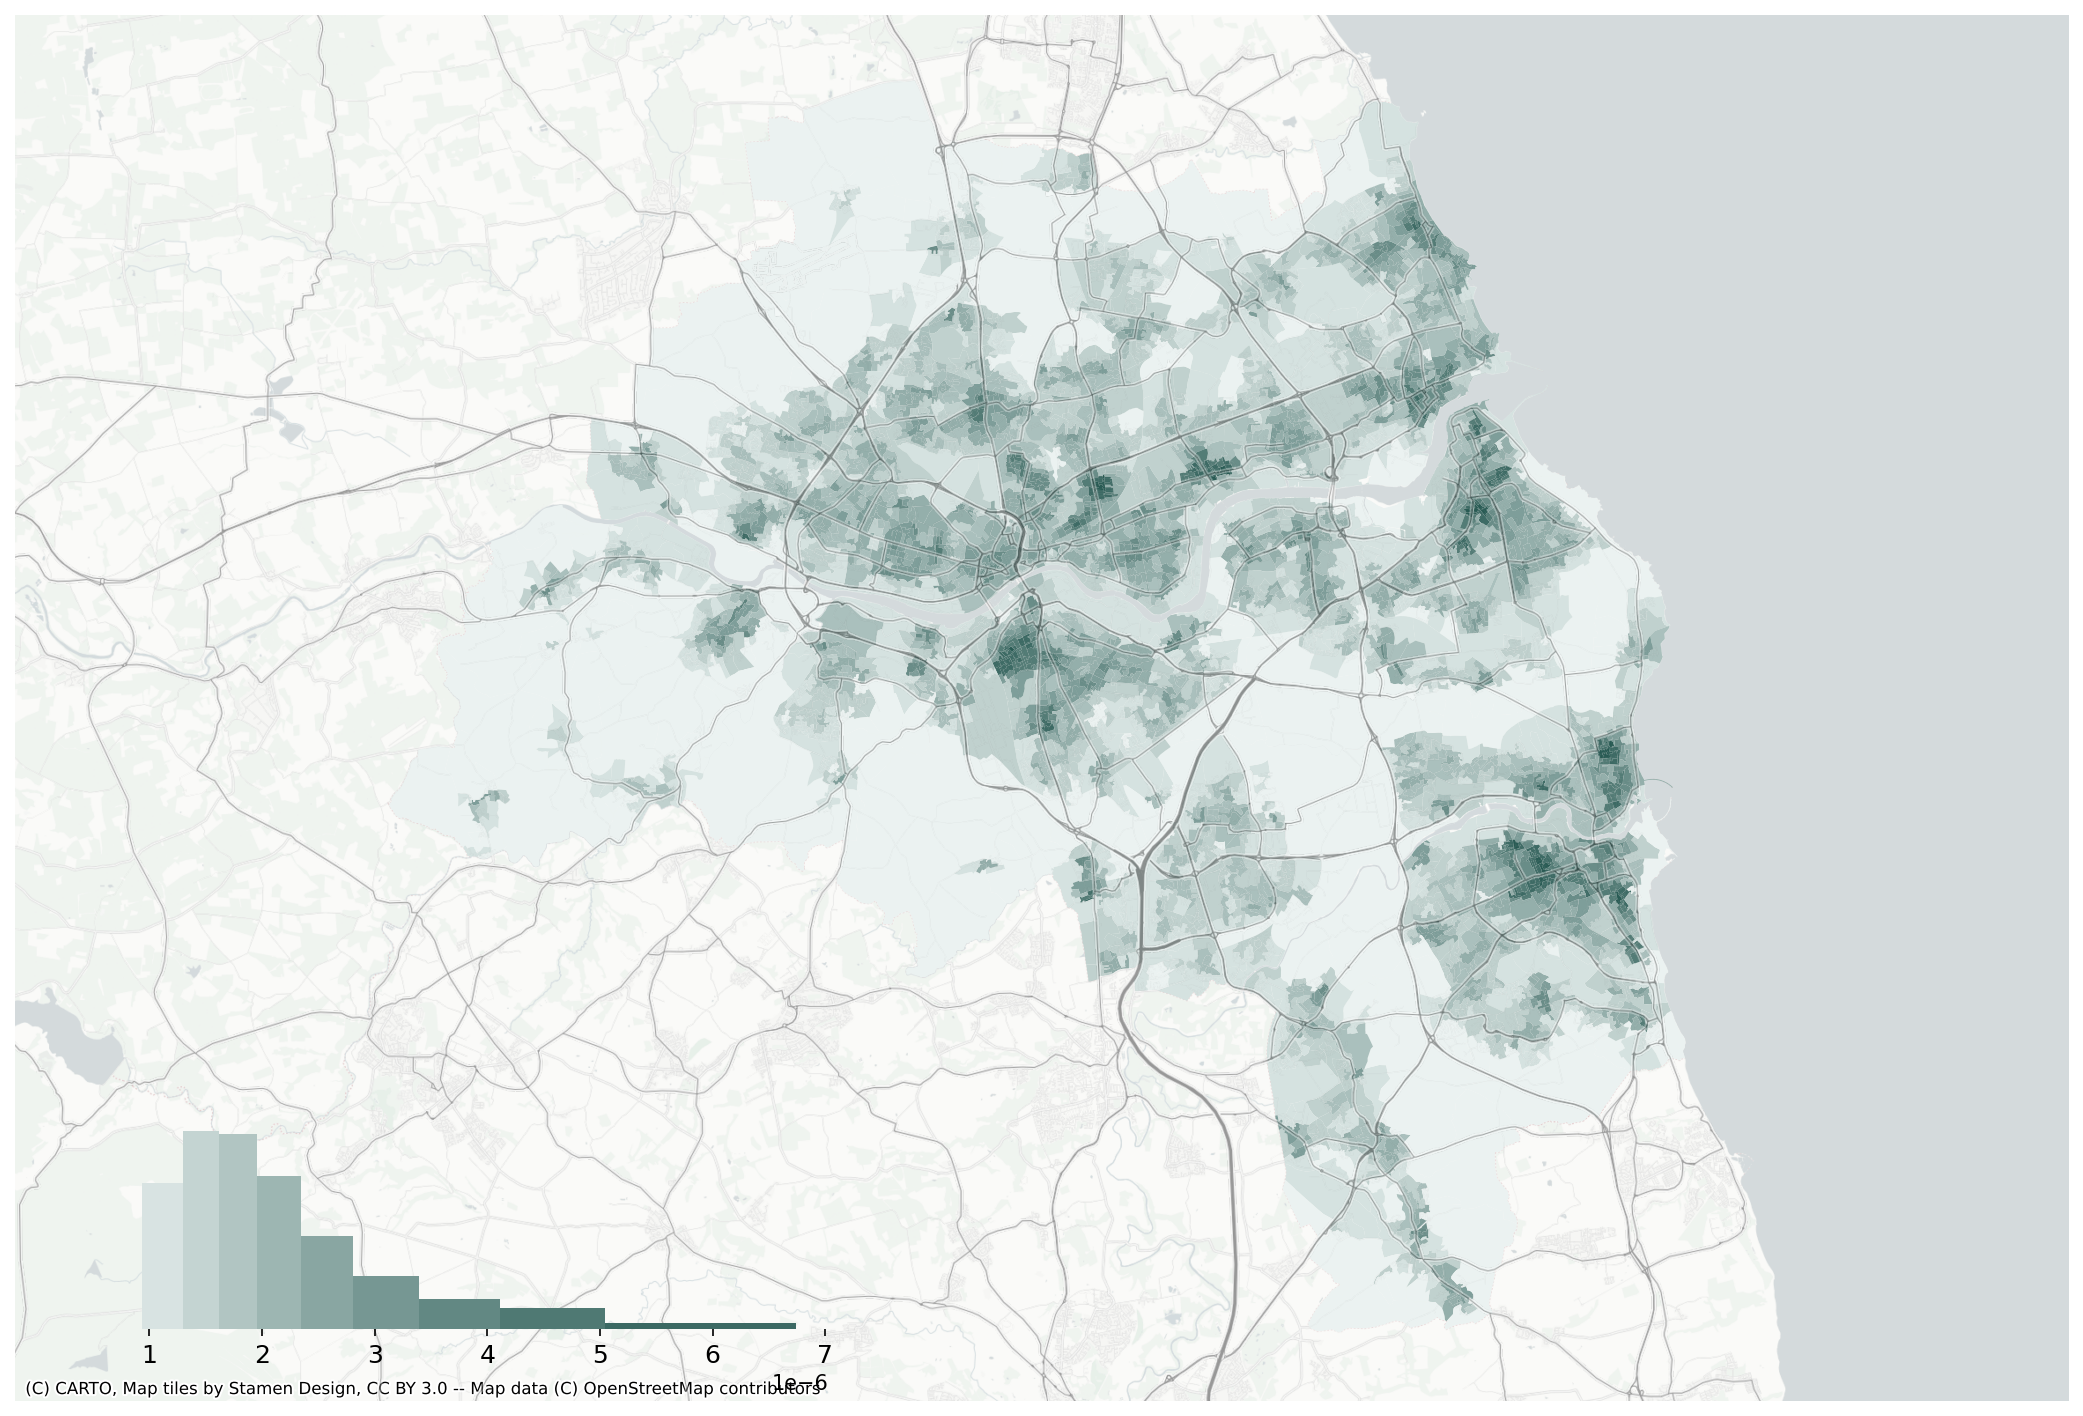 1 2 3 4 5 6 7
1e−6
(C) CARTO, Map tiles by Stamen Design, CC BY 3.0 -- Map data (C) OpenStreetMap contributors